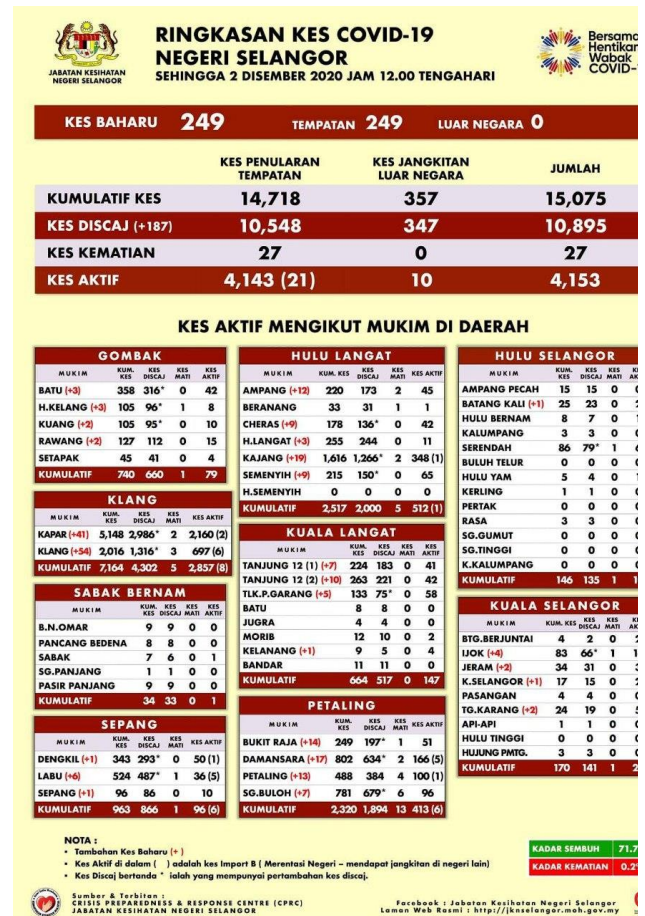 RINGKASAN KES COVID-19
NEGERI SELANGOR
SEHINGGA 2 DISEMBER 2020 JAM 12.00 TENGAHARI
JABATAN KESIHATAN
NEGERI SELANGOR
Bersama
Hentikan
Wabak
COVID-
KES BAHARU 249 TEMPATAN 249 LUAR NEGARA 0
KES PENULARAN TEMPATAN KES JANGKITAN LUAR NEGARA JUMLAH
KUMULATIF KES 14,718 357 15,075
KES DISCAJ (+187) 10,548 347 10,895
KES KEMATIAN 27 0 27
KES AKTIF 4,143 (21) 10 4,153
KES AKTIF MENGIKUT MUKIM DI DAERAH
GOMBAK
MUKIM KUM. KES KES DISCAJ KES MATI KES AKTIF
BATU (+3) 358 316* 0 42
H.KELANG (+3) 105 96* 1 8
KUANG (+2) 105 95* 0 10
RAWANG (+2) 127 112 0 15
SETAPAK 45 41 0 4
KUMULATIF 740 660 1 79
KLANG
MUKIM KUM. KES KES DISCAJ KES MATI KES AKTIF
KAPAR (+41) 5,148 2,986* 2 2,160 (2)
KLANG (+54) 2,016 1,316* 3 697 (6)
KUMULATIF 7,164 4,302 5 2,857 (8)
SABAK BERNAM
MUKIM KUM. KES KES DISCAJ KES MATI KES AKTIF
B.N.OMAR 9 9 0 0
PANCANG BEDENA 8 8 0 0
SABAK 7 6 0 1
SG.PANJANG 1 1 0 0
PASIR PANJANG 9 9 0 0
KUMULATIF 34 33 0 1
SEPANG
MUKIM KUM. KES KES DISCAJ KES MATI KES AKTIF
DENGKIL (+1) 343 293* 0 50 (1)
LABU (+6) 524 487* 1 36 (5)
SEPANG (+1) 96 86 0 10
KUMULATIF 963 866 1 96 (6)
HULU LANGAT
MUKIM KUM. KES KES DISCAJ KES MATI KES AKTIF
AMPANG (+12) 220 173 2 45
BERANANG 33 31 1 1
CHERAS (+9) 178 136* 0 42
H.LANGAT (+3) 255 244 0 11
KAJANG (+19) 1,616 1,266* 2 348 (1)
SEMENYIH (+9) 215 150* 0 65
H.SEMENYIH 0 0 0 0
KUMULATIF 2,517 2,000 5 512 (1)
KUALA LANGAT
MUKIM KUM. KES KES DISCAJ KES MATI KES AKTIF
TANJUNG 12 (1) (+7) 224 183 0 41
TANJUNG 12 (2) (+10) 263 221 0 42
TLK.P.GARANG (+5) 133 75* 0 58
BATU 8 8 0 0
JUGRA 4 4 0 0
MORIB 12 10 0 2
KELANANG (+1) 9 5 0 4
BANDAR 11 11 0 0
KUMULATIF 664 517 0 147
PETALING
MUKIM KUM. KES KES DISCAJ KES MATI KES AKTIF
BUKIT RAJA (+14) 249 197* 1 51
DAMANSARA (+17) 802 634* 2 166 (5)
PETALING (+13) 488 384 4 100 (1)
SG.BULOH (+7) 781 679* 6 96
KUMULATIF 2,320 1,894 13 413 (6)
HULU SELANGOR
MUKIM KUM. KES KES DISCAJ KES MATI
AMPANG PECAH 15 15 0
BATANG KALI (+1) 25 23 0
HULU BERNAM 8 7 0
KALUMPANG 3 3 0
SERENDAH 86 79* 1
BULUH TELUR 0 0 0
HULU YAM 5 4 0
KERLING 1 1 0
PERTAK 0 0 0
RASA 3 3 0
SG.GUMUT 0 0 0
SG.TINGGI 0 0 0
K.KALUMPANG 0 0 0
KUMULATIF 146 135 1
KUALA SELANGOR
MUKIM KUM. KES KES DISCAJ KES MATI
BTG.BERJUNTAI 4 2 0
IJOK (+4) 83 66* 1
JERAM (+2) 34 31 0
K.SELANGOR (+1) 17 15 0
PASANGAN 4 4 0
TG.KARANG (+2) 24 19 0
API-API 1 1 0
HULU TINGGI 0 0 0
HUJUNG PMTG. 3 3 0
KUMULATIF 170 141 1
NOTA :
• Tambahan Kes Baharu (+ )
• Kes Aktif di dalam ( ) adalah kes Import B ( Merentasi Negeri – mendapat jangkitan di negeri lain)
• Kes Discaj bertanda * ialah yang mempunyai pertambahan kes discaj.
KADAR SEMBUH 71.7
KADAR KEMATIAN 0.2
Sumber & Terbitan :
CRISIS PREPAREDNESS & RESPONSE CENTRE (CPRC)
JABATAN KESIHATAN NEGERI SELANGOR
Facebook : Jabatan Kesihatan Negeri Selangor
Laman Web Rasmi : http://jknselangor.moh.gov.my